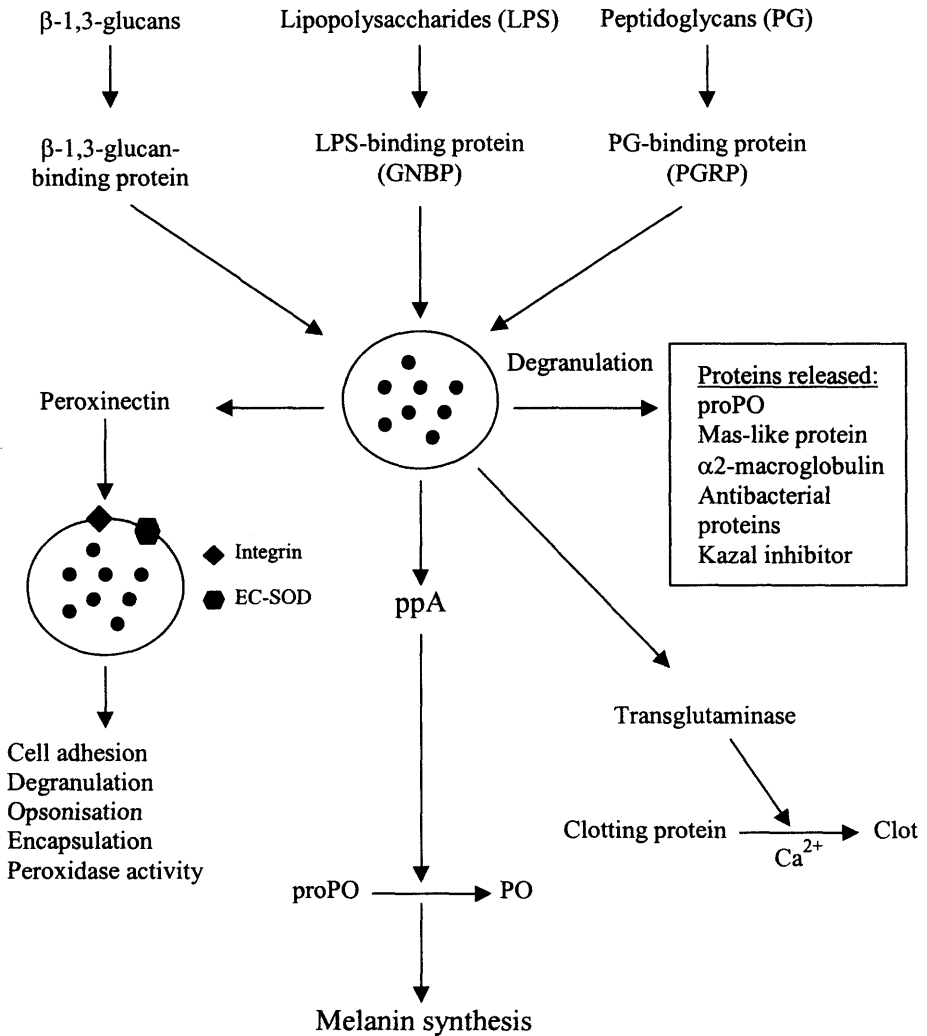 β-1,3-glucans
Lipopolysaccharides (LPS)
Peptidoglycans (PG)
β-1,3-glucan-
binding protein
LPS-binding protein
(GNBP)
PG-binding protein
(PGRP)
Degranulation
Proteins released:
proPO
Mas-like protein
α2-macroglobulin
Antibacterial
proteins
Kazal inhibitor
Peroxinectin
Integrin
EC-SOD
ppA
Transglutaminase
Cell adhesion
Degranulation
Opsonisation
Encapsulation
Peroxidase activity
Clotting protein
Ca²⁺
Clot
proPO
PO
Melanin synthesis